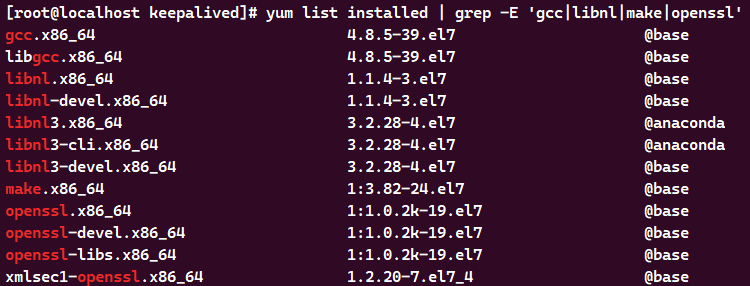 [root@localhost keepalived]# yum list installed | grep -E 'gcc|libnl|make|openssl'
gcc.x86_64 4.8.5-39.el7 @base
libgcc.x86_64 4.8.5-39.el7 @base
libnl.x86_64 1.1.4-3.el7 @base
libnl-devel.x86_64 1.1.4-3.el7 @base
libnl3.x86_64 3.2.28-4.el7 @anaconda
libnl3-cli.x86_64 3.2.28-4.el7 @anaconda
libnl3-devel.x86_64 3.2.28-4.el7 @base
make.x86_64 1:3.82-24.el7 @base
openssl.x86_64 1:1.0.2k-19.el7 @base
openssl-devel.x86_64 1:1.0.2k-19.el7 @base
openssl-libs.x86_64 1:1.0.2k-19.el7 @base
xmlsec1-openssl.x86_64 1.2.20-7.el7_4 @base